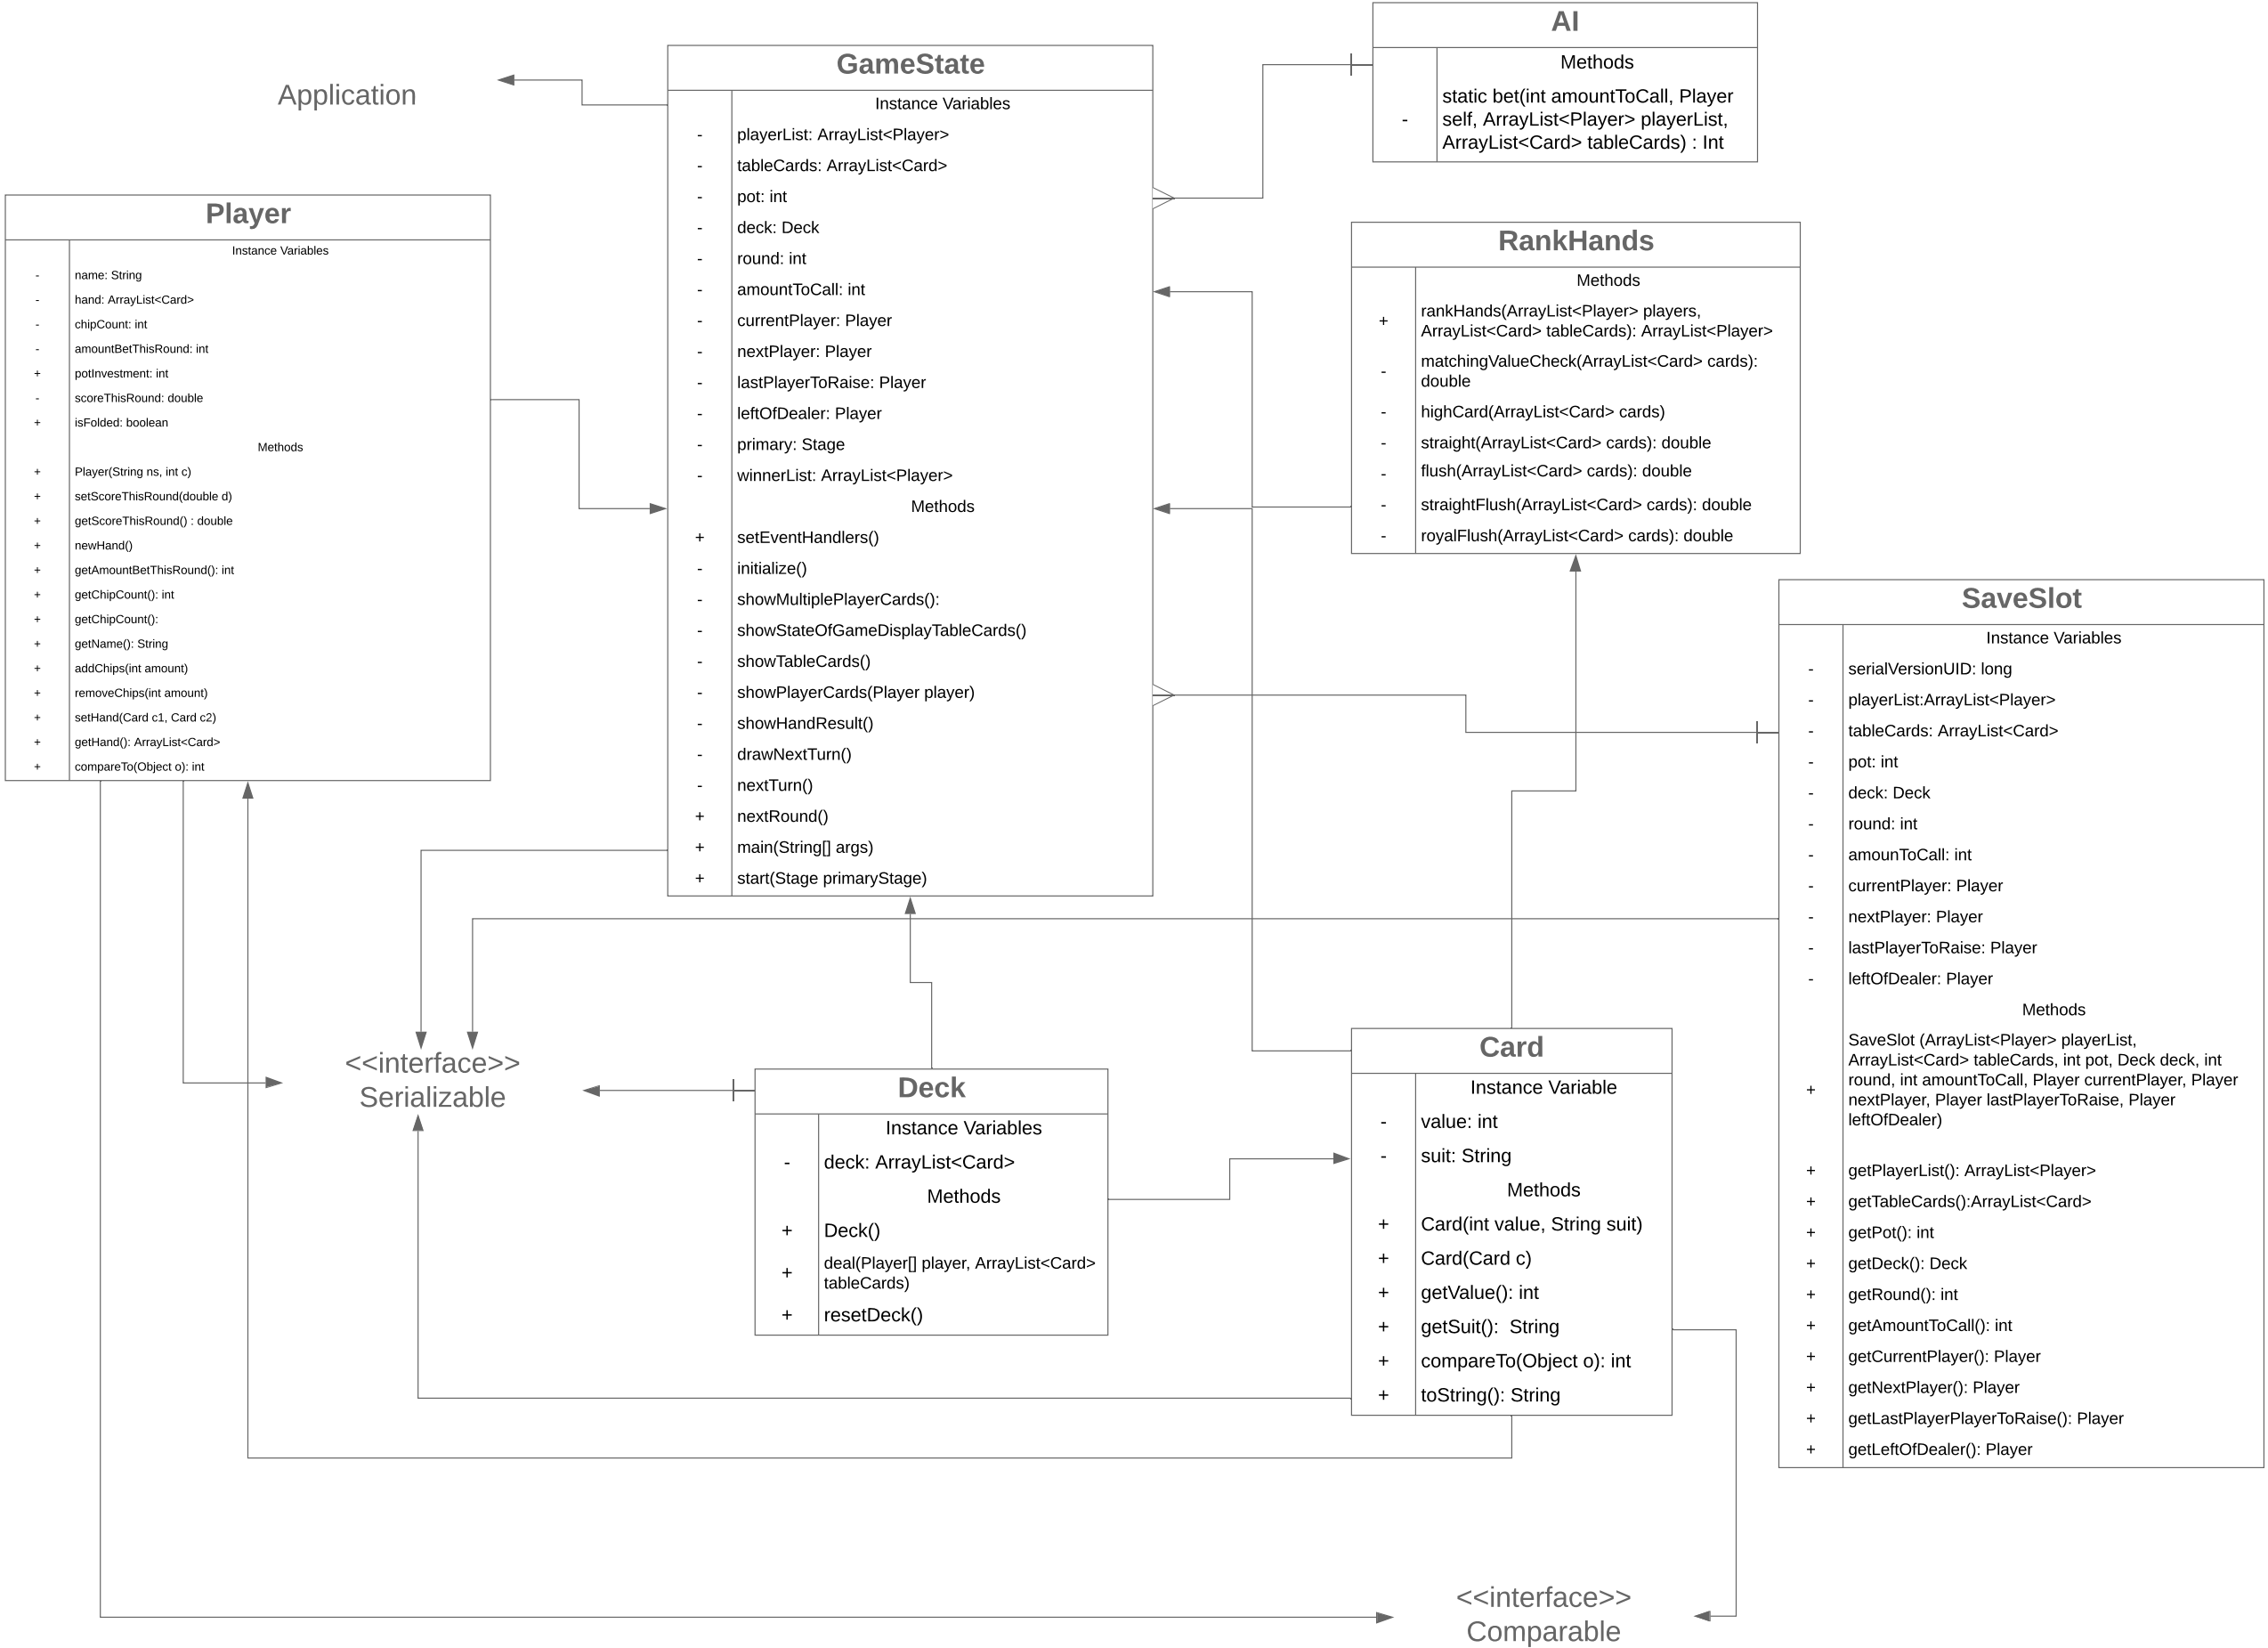 Application
Player
Instance Variables
- name: String
- hand: ArrayList<Card>
- chipCount: int
- amountBetThisRound: int
+ potInvestment: int
- scoreThisRound: double
+ isFolded: boolean
Methods
+ Player(String ns, int c)
+ setScoreThisRound(double d)
+ getScoreThisRound() : double
+ newHand()
+ getAmountBetThisRound(): int
+ getChipCount(): int
+ getChipCount():
+ getName(): String
+ addChips(int amount)
+ removeChips(int amount)
+ setHand(Card c1, Card c2)
+ getHand(): ArrayList<Card>
+ compareTo(Object o): int
GameState
Instance Variables
- playerList: ArrayList<Player>
- tableCards: ArrayList<Card>
- pot: int
- deck: Deck
- round: int
- amountToCall: int
- currentPlayer: Player
- nextPlayer: Player
- lastPlayerToRaise: Player
- leftOfDealer: Player
- primary: Stage
- winnerList: ArrayList<Player>
Methods
+ setEventHandlers()
- initialize()
- showMultiplePlayerCards():
- showStateOfGameDisplayTableCards()
- showTableCards()
- showPlayerCards(Player player)
- showHandResult()
- drawNextTurn()
- nextTurn()
+ nextRound()
+ main(String[] args)
+ start(Stage primaryStage)
AI
Methods
static bet(int amountToCall, Player
- self, ArrayList<Player> playerList,
ArrayList<Card> tableCards) : Int
RankHands
Methods
+ rankHands(ArrayList<Player> players,
ArrayList<Card> tableCards): ArrayList<Player>
- matchingValueCheck(ArrayList<Card> cards):
double
- highCard(ArrayList<Card> cards)
- straight(ArrayList<Card> cards): double
- flush(ArrayList<Card> cards): double
- straightFlush(ArrayList<Card> cards): double
- royalFlush(ArrayList<Card> cards): double
SaveSlot
Instance Variables
- serialVersionUID: long
- playerList:ArrayList<Player>
- tableCards: ArrayList<Card>
- pot: int
- deck: Deck
- round: int
- amounToCall: int
- currentPlayer: Player
- nextPlayer: Player
- lastPlayerToRaise: Player
- leftOfDealer: Player
Methods
SaveSlot (ArrayList<Player> playerList,
ArrayList<Card> tableCards, int pot, Deck deck, int
round, int amountToCall, Player currentPlayer, Player
+ nextPlayer, Player lastPlayerToRaise, Player
leftOfDealer)
+ getPlayerList(): ArrayList<Player>
+ getTableCards():ArrayList<Card>
+ getPot(): int
+ getDeck(): Deck
+ getRound(): int
+ getAmountToCall(): int
+ getCurrentPlayer(): Player
+ getNextPlayer(): Player
+ getLastPlayerPlayerToRaise(): Player
+ getLeftOfDealer(): Player
<<interface>>
Serializable
Deck
Instance Variables
- deck: ArrayList<Card>
Methods
+ Deck()
+ deal(Player[] player, ArrayList<Card>
tableCards)
+ resetDeck()
Card
Instance Variable
- value: int
- suit: String
Methods
+ Card(int value, String suit)
+ Card(Card c)
+ getValue(): int
+ getSuit():  String
+ compareTo(Object o): int
+ toString(): String
<<interface>>
Comparable